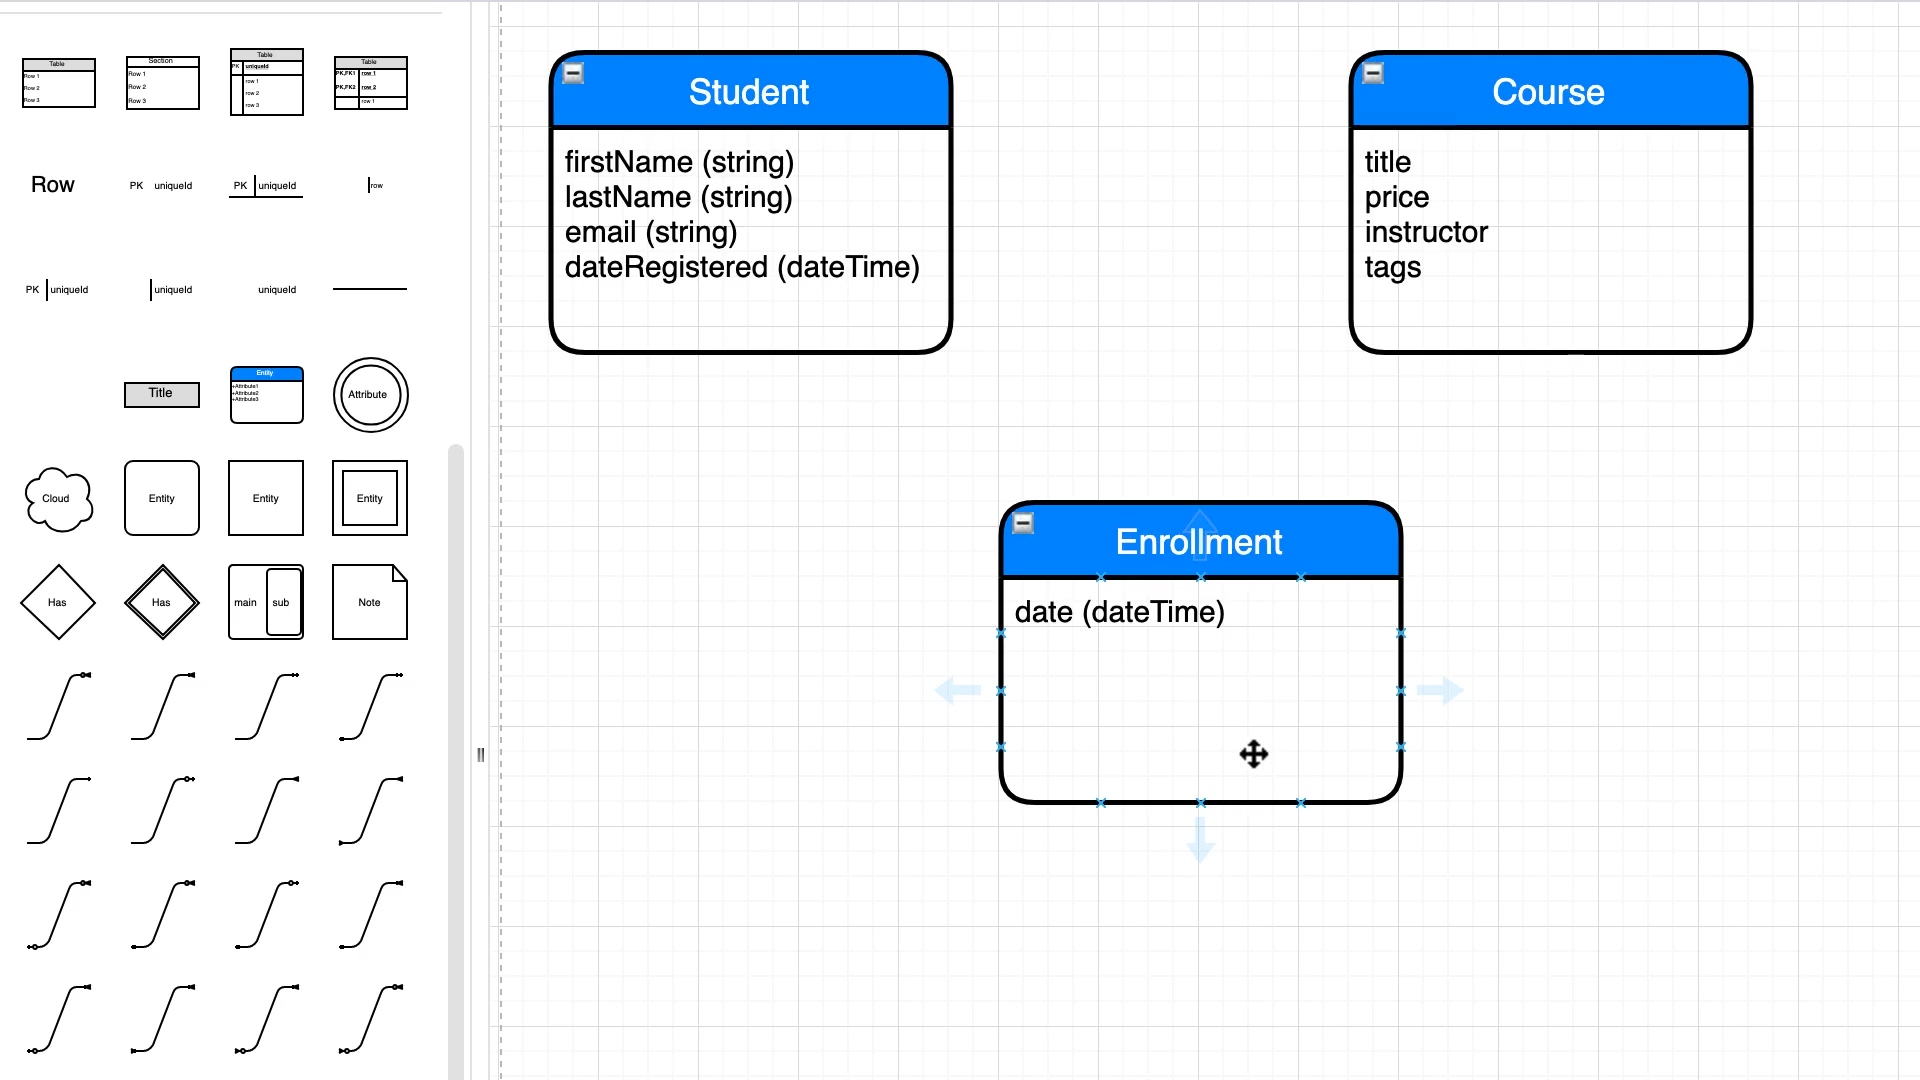 Table
Row 1
Row 2
Row 3
Section
Row 1
Row 2
Row 3
Table
PK uniqueId
row 1
row 2
row 3
Table
PK,FK1 row 1
PK,FK2 row 2
row 1
Row
PK uniqueId
PK uniqueId
row
PK uniqueId
uniqueId
uniqueId
Title
Entity
+Attribute1
+Attribute2
+Attribute3
Attribute
Cloud
Entity
Entity
Entity
Has
Has
main sub
Note
Student
firstName (string)
lastName (string)
email (string)
dateRegistered (dateTime)
Course
title
price
instructor
tags
Enrollment
date (dateTime)